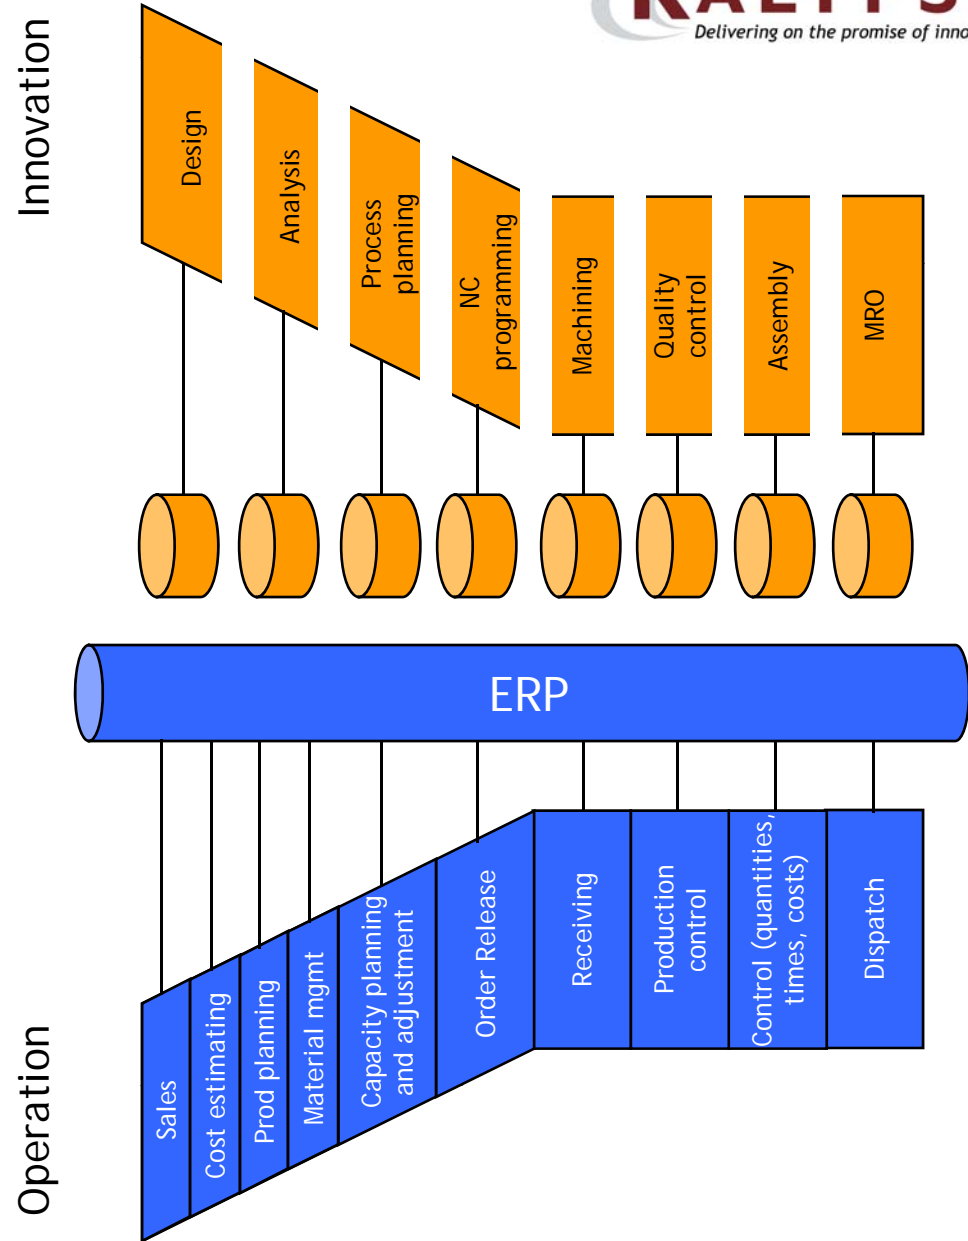 Delivering on the promise of
Innovation
Design
Analysis
Process
planning
NC
programming
Machining
Quality
control
Assembly
MRO
ERP
Operation
Sales
Cost estimating
Prod planning
Material mgmt
Capacity planning
and adjustment
Order Release
Receiving
Production
control
Control (quantities,
times, costs)
Dispatch